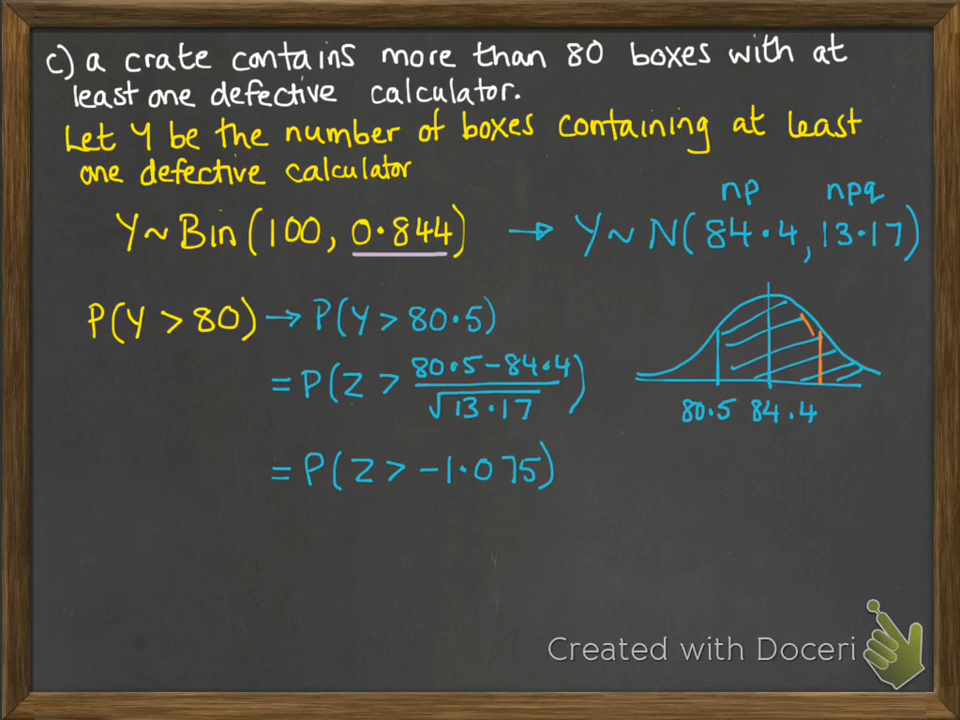 c) a crate contains more than 80 boxes with at
least one defective calculator.
Let Y be the number of boxes containing at least
one defective calculator
np npq
Y~ Bin (100, 0.844) → Y~ N( 84.4, 13.17)
P(Y > 80) → P(Y > 80.5)
= P(Z > 80.5-84.4/√13.17)
80.5 84.4
= P(Z > -1.075)
Created with Doceri